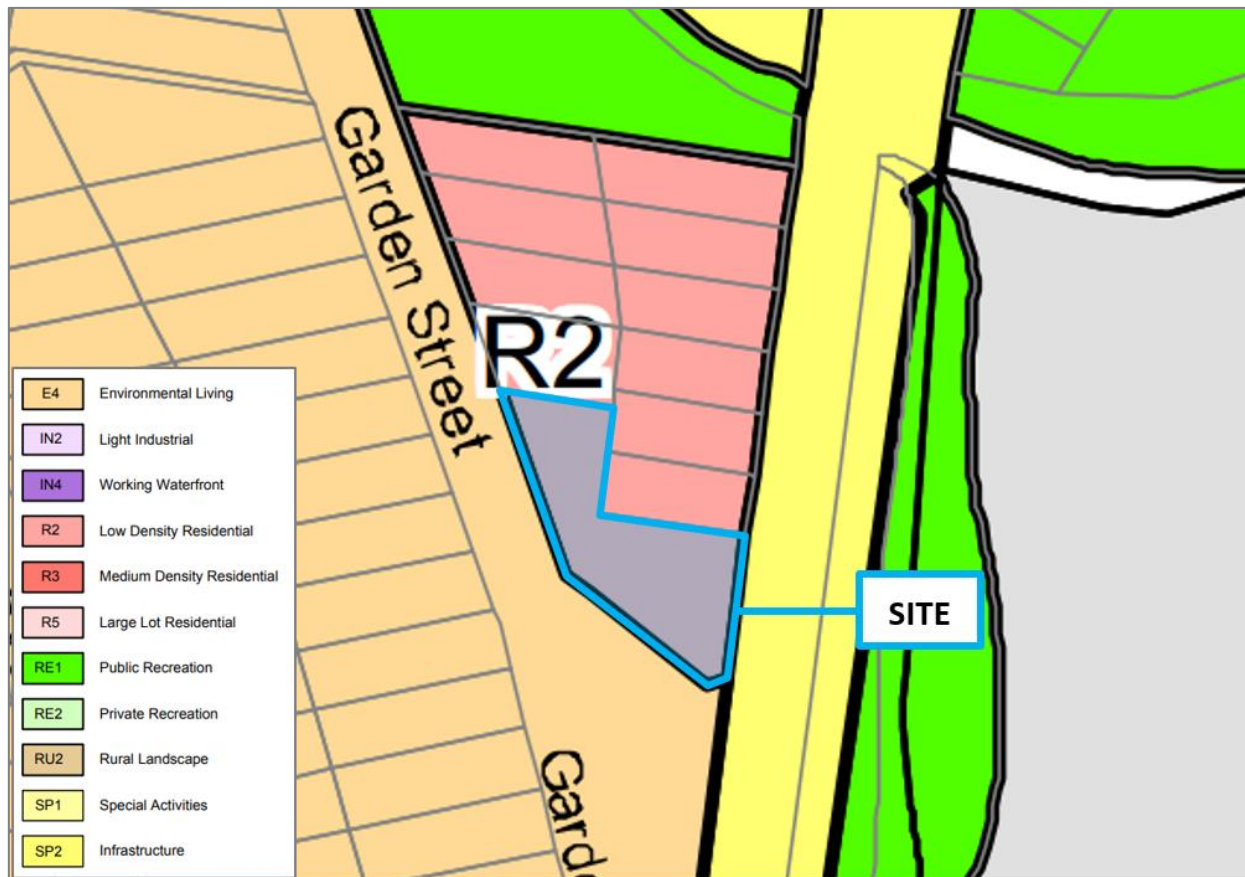 Garden Street
R2
E4 Environmental Living
IN2 Light Industrial
IN4 Working Waterfront
R2 Low Density Residential
R3 Medium Density Residential
R5 Large Lot Residential
RE1 Public Recreation
RE2 Private Recreation
RU2 Rural Landscape
SP1 Special Activities
SP2 Infrastructure
SITE
Garde